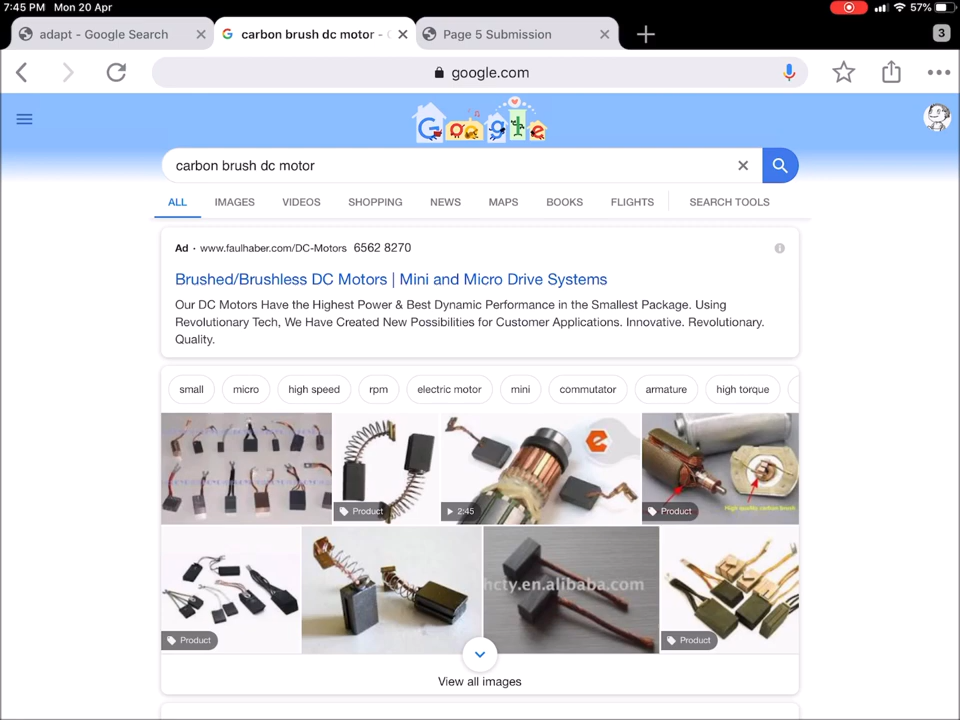 7:45 PM Mon 20 Apr
57%
adapt - Google Search
carbon brush dc motor -
Page 5 Submission
3
google.com
Google
carbon brush dc motor
ALL IMAGES VIDEOS SHOPPING NEWS MAPS BOOKS FLIGHTS SEARCH TOOLS
Ad · www.faulhaber.com/DC-Motors 6562 8270
Brushed/Brushless DC Motors | Mini and Micro Drive Systems
Our DC Motors Have the Highest Power & Best Dynamic Performance in the Smallest Package. Using
Revolutionary Tech, We Have Created New Possibilities for Customer Applications. Innovative. Revolutionary.
Quality.
small micro high speed rpm electric motor mini commutator armature high torque
Product
2:45
Product
High quality carbon brush
Product
hcty.en.alibaba.com
Product
View all images